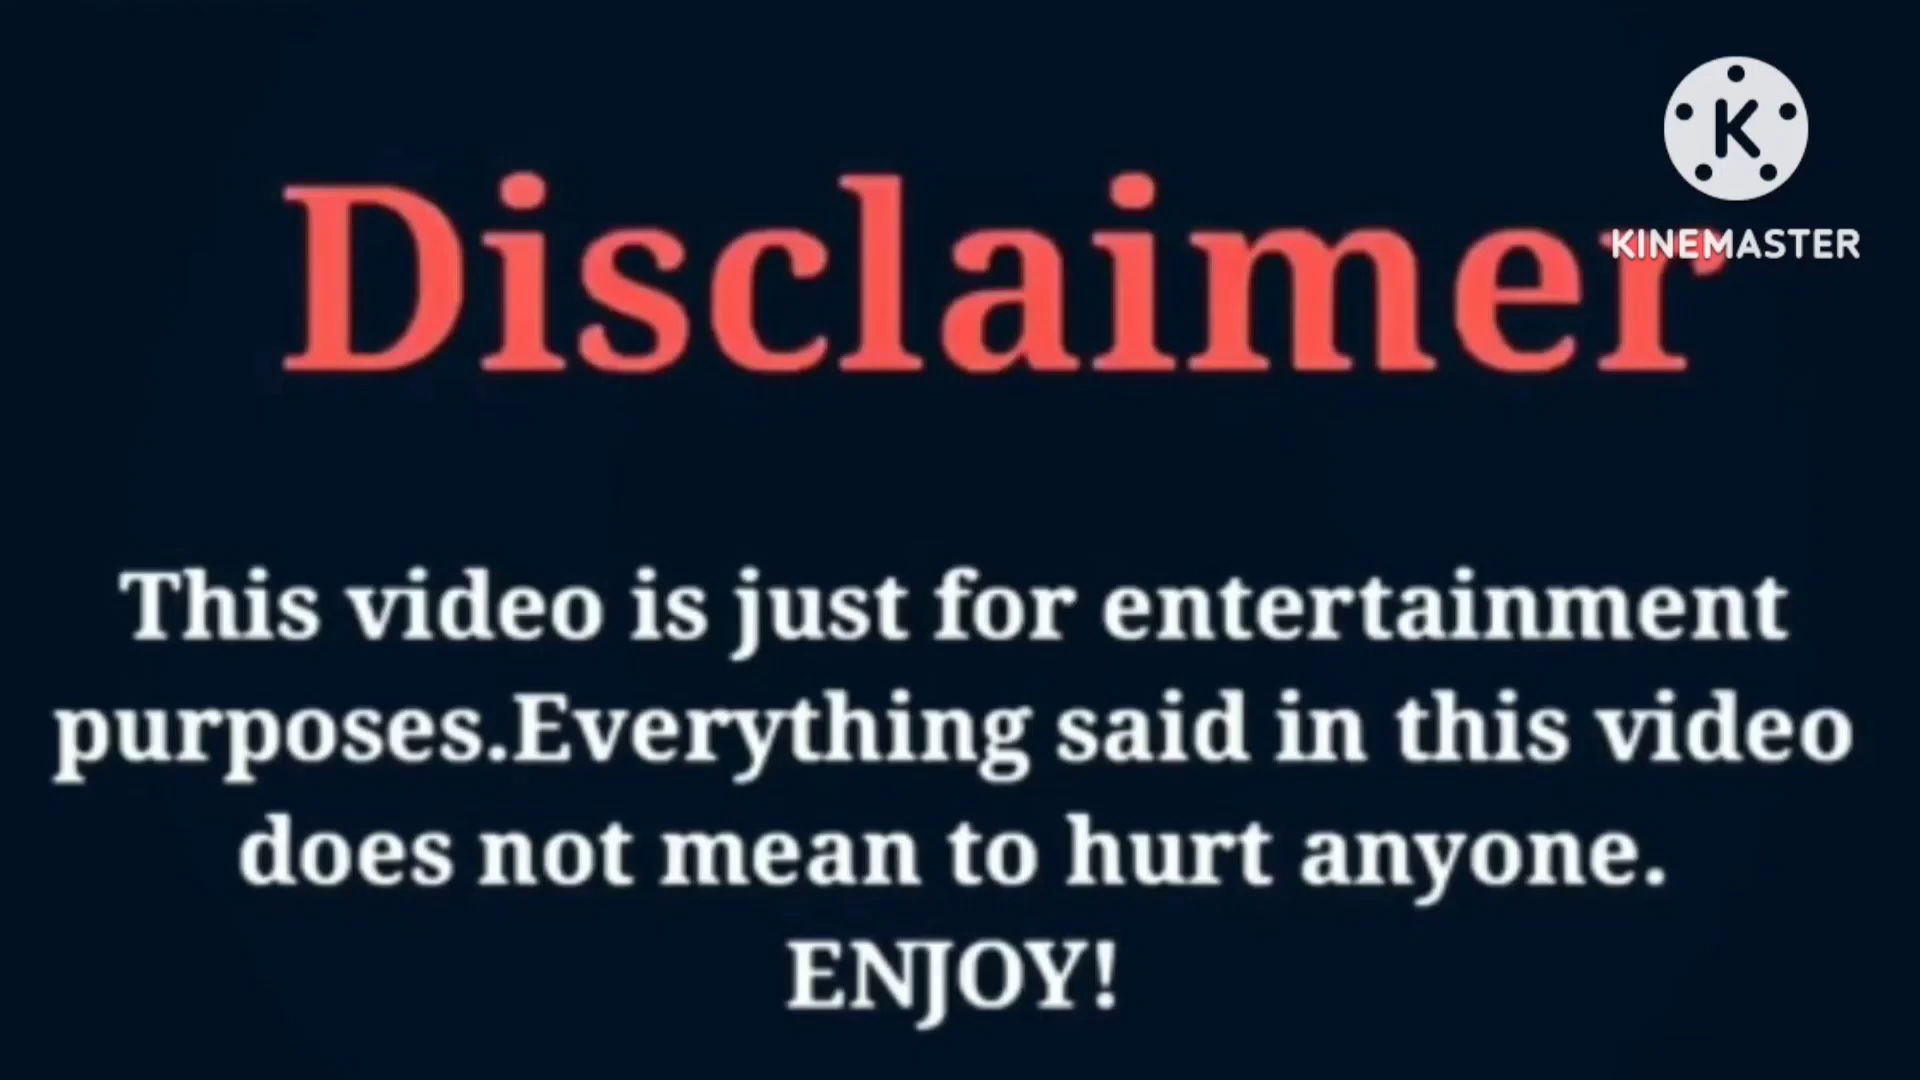 K
KINEMASTER
Disclaimer
This video is just for entertainment
purposes.Everything said in this video
does not mean to hurt anyone.
ENJOY!